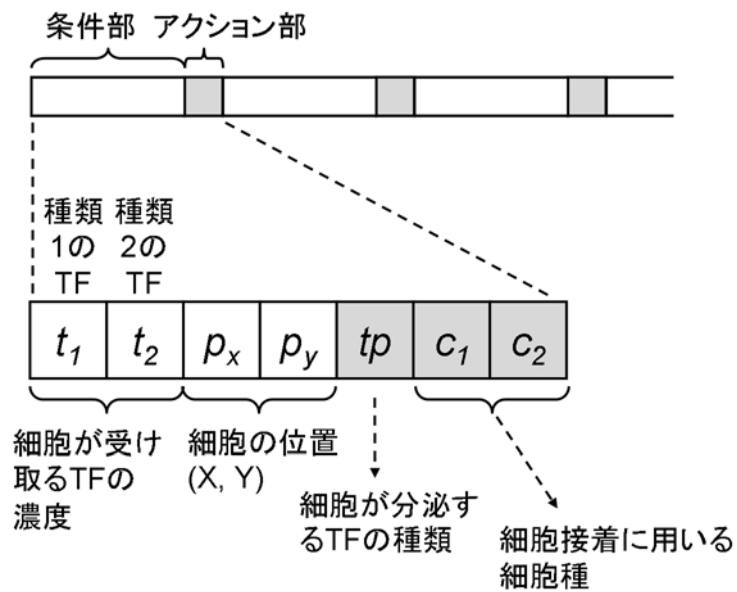 条件部 アクション部
種類 種類
1の 2の
TF TF
t1 t2 px py tp c1 c2
細胞が受け
取るTFの
濃度
細胞の位置
(X, Y)
細胞が分泌す
るTFの種類
細胞接着に用いる
細胞種